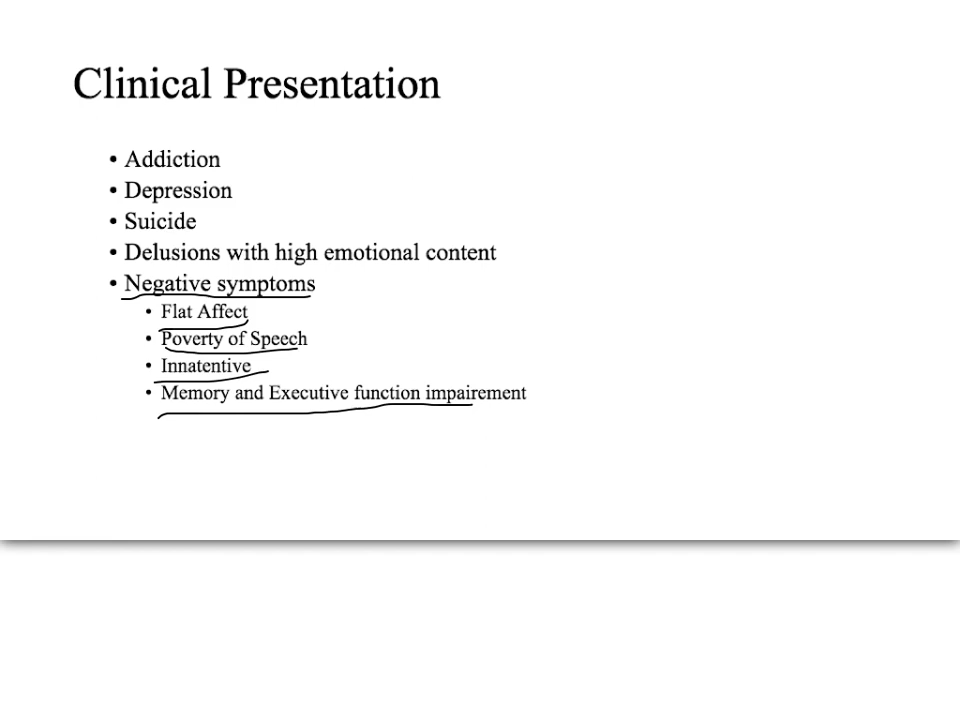 Clinical Presentation
• Addiction
• Depression
• Suicide
• Delusions with high emotional content
• Negative symptoms
• Flat Affect
• Poverty of Speech
• Innatentive
• Memory and Executive function impairement